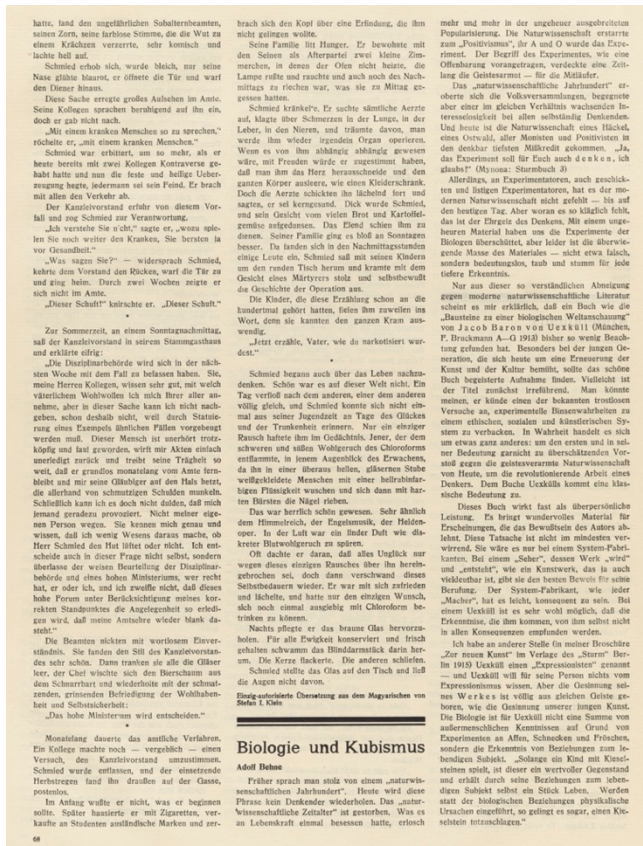 hatte, fand den ungefährlichen Subalternbeamten,
seinen Zorn, seine farblose Stimme, die die Wut zu
einem Krächzen verzerrte, sehr komisch und
lachte hell auf.
Schmied erhob sich, wurde bleich, nur seine
Nase glühte blaurot, er öffnete die Tür und warf
den Diener hinaus.
Diese Sache erregte großes Aufsehen im Amte.
Seine Kollegen sprachen beruhigend auf ihn ein,
doch er gab nicht nach.
„Mit einem kranken Menschen so zu sprechen,"
röchelte er, „mit einem kranken Menschen."
Schmied war erbittert, um so mehr, als er
heute bereits mit zwei Kollegen Kontraverse ge-
habt hatte und nun die feste und heilige Ueber-
zeugung hegte, jedermann sei sein Feind. Er brach
mit allen den Verkehr ab.
Der Kanzleivorstand erfuhr von diesem Vor-
fall und zog Schmied zur Verantwortung.
„Ich verstehe Sie nicht," sagte er, „wozu spie-
len Sie noch weiter den Kranken, Sie bersten ja
vor Gesundheit."
„Was sagen Sie?" — widersprach Schmied,
kehrte dem Vorstand den Rücken, warf die Tür zu
und ging heim. Durch zwei Wochen zeigte er
sich nicht im Amte.
„Dieser Schuft!" knirschte er. „Dieser Schuft."
*
Zur Sommerzeit, an einem Sonntagnachmittag,
saß der Kanzleivorstand in seinem Stammgasthaus
und erklärte eifrig:
„Die Disziplinarbehörde wird sich in der näch-
sten Woche mit dem Fall zu befassen haben. Sie,
meine Herren Kollegen, wissen sehr gut, mit welch
väterlichem Wohlwollen ich mich Ihrer aller an-
nehme, aber in dieser Sache kann ich nicht nach-
geben, schon deshalb nicht, weil durch Statuie-
rung eines Exempels ähnlichen Fällen vorgebeugt
werden muß. Dieser Mensch ist unerhört trotz-
köpfig und fast geworden, wirft mir Akten einfach
unerledigt zurück und treibt seine Trägheit so
weit, daß er grundlos monatelang vom Amte fern-
bleibt und mir seine Gläubiger auf den Hals hetzt,
die allerhand von schmutzigen Schulden munkeln.
Schließlich kann ich es doch nicht dulden, daß mich
jemand geradezu provoziert. Nicht meiner eige-
nen Person wegen. Sie kennen mich genau und
wissen, daß ich wenig Wesens daraus mache, ob
Herr Schmied den Hut lüftet oder nicht. Ich ent-
scheide auch in dieser Frage nicht selbst, sondern
überlasse der weisen Beurteilung der Disziplinar-
behörde und eines hohen Ministeriums, wer recht
hat, er oder ich, und ich zweifle nicht, daß dieses
hohe Forum unter Berücksichtigung meines kor-
rekten Standpunktes die Angelegenheit so erledi-
gen wird, daß meine Amtsehre wieder blank da-
steht."
Die Beamten nickten mit wortlosem Einver-
ständnis. Sie fanden den Stil des Kanzleivorstan-
des sehr schön. Dann tranken sie alle die Gläser
leer, der Chef wischte sich den Bierschaum aus
dem Schnurrbart und wiederholte mit der schmat-
zenden, grinsenden Befriedigung der Wohlhaben-
heit und Selbstsicherheit:
„Das hohe Ministerium wird entscheiden."
*
Monatelang dauerte das amtliche Verfahren.
Ein Kollege machte noch — vergeblich — einen
Versuch, den Kanzleivorstand umzustimmen.
Schmied wurde entlassen, und der einsetzende
Herbstregen fand ihn draußen auf der Gasse,
postenlos.
Im Anfang wußte er nicht, was er beginnen
sollte. Später hausierte er mit Zigaretten, ver-
kaufte an Studenten ausländische Marken und zer-
68
brach sich den Kopf über eine Erfindung, die ihm
nicht gelingen wollte.
Seine Familie litt Hunger. Er bewohnte mit
den Seinen als Afterpartei zwei kleine Zim-
merchen, in denen der Ofen nicht heizte, die
Lampe rußte und rauchte und auch noch des Nach-
mittags zu riechen war, was sie zu Mittag ge-
gessen hatten.
Schmied kränkelte. Er suchte sämtliche Aerzte
auf, klagte über Schmerzen in der Lunge, in der
Leber, in den Nieren, und träumte davon, man
werde ihm wieder irgendein Organ operieren.
Wenn es von ihm abhängig abhängig gewesen
wäre, mit Freuden würde er zugestimmt haben,
daß man ihm das Herz herausschneide und den
ganzen Körper ausleere, wie einen Kleiderschrank.
Doch die Aerzte schickten ihn lächelnd fort und
sagten, er sei kerngesund. Dick wurde Schmied,
und sein Gesicht vom vielen Brot und Kartoffel-
gemüse aufgedunsen. Das Elend schien ihm zu
dienen. Seiner Familie ging es bloß an Sonntagen
besser. Da fanden sich in den Nachmittagsstunden
einige Leute ein, Schmied saß mit seinen Kindern
um den runden Tisch herum und kramte mit dem
Gesicht eines Märtyrers stolz und selbstbewußt
die Geschichte der Operation aus.
Die Kinder, die diese Erzählung schon an die
hundertmal gehört hatten, fielen ihm zuweilen ins
Wort, denn sie kannten den ganzen Kram aus-
wendig.
„Jetzt erzähle, Vater, wie du narkotisiert wur-
dest."
*
Schmied begann auch über das Leben nachzu-
denken. Schön war es auf dieser Welt nicht. Ein
Tag verfloß nach dem anderen, einer dem anderen
völlig gleich, und Schmied konnte sich nicht ein-
mal aus seiner Jugendzeit an Tage des Glückes
und der Trunkenheit erinnern. Nur ein einziger
Rausch haftete ihm im Gedächtnis. Jener, der dem
schweren und süßen Wohlgeruch des Chloroforms
entflammte, in jenem Augenblick des Erwachens,
da ihn in einer überaus hellen, gläsernen Stube
weißgekleidete Menschen mit einer hellrabinfar-
bigen Flüssigkeit wuschen und sich dann mit har-
ten Bürsten die Nägel rieben.
Das war herrlich schön gewesen. Sehr ähnlich
dem Himmelreich, der Engelsmusik, der Helden-
oper. In der Luft war ein linder Duft wie dis-
kreter Blutwohlgeruch zu spüren.
Oft dachte er daran, daß alles Unglück nur
wegen dieses einzigen Rausches über ihn herein-
gebrochen sei, doch dann verschwand dieses
Selbstbedauern wieder. Er war mit sich zufrieden
und lächelte, und hatte nur den einzigen Wunsch,
sich noch einmal ausgiebig mit Chloroform be-
trinken zu können.
Nachts pflegte er das braune Glas hervorzu-
holen. Für alle Ewigkeit konserviert und frisch
gehalten schwamm das Blinddarmstück darin her-
um. Die Kerze flackerte. Die anderen schliefen.
Schmied stellte das Glas auf den Tisch und ließ
die Augen nicht davon.
Einzig-autorisierte Übersetzung aus dem Magyarischen von
Stefan I. Klein
Biologie und Kubismus
Adolf Behne
Früher sprach man stolz von einem „naturwis-
senschaftlichen Jahrhundert". Heute wird diese
Phrase kein Denkender wiederholen. Das „natur-
wissenschaftliche Zeitalter" ist gestorben. Was es
an Lebenskraft einmal besessen hatte, erlosch
mehr und mehr in der ungeheuer ausgebreiteten
Popularisierung. Die Naturwissenschaft erstarrte
zum „Positivismus", ihr A und O wurde das Expe-
riment. Der Begriff des Experimentes, wie eine
Offenbarung vorangetragen, verdeckte eine Zeit-
lang die Geistesarmut — für die Mitläufer.
Das „naturwissenschaftliche Jahrhundert" er-
oberte sich die Volksversammlungen, begegnete
aber einer im gleichen Verhältnis wachsenden In-
teresselosigkeit bei allen selbständig Denkenden.
Und heute ist die Naturwissenschaft eines Häckel,
eines Ostwald, aller Monisten und Positivisten in
den denkbar tiefsten Mißkredit gekommen. „Ja,
das Experiment soll für Euch auch denken, ich
glaubs!" (Mynona: Sturmbuch 3)
Allerdings, an Experimentatoren, auch geschick-
ten und listigen Experimentatoren, hat es der mo-
dernen Naturwissenschaft nicht gefehlt — bis auf
den heutigen Tag. Aber woran es so kläglich fehlt,
das ist der Ehrgeiz des Denkens. Mit einem unge-
heuren Material haben uns die Experimente der
Biologen überschüttet, aber leider ist die überwie-
gende Masse des Materiales — nicht etwa falsch,
sondern bedeutungslos, taub und stumm für jede
tiefere Erkenntnis.
Nur aus dieser so verständlichen Abneigung
gegen moderne naturwissenschaftliche Literatur
scheint es mir erklärlich, daß ein Buch wie die
„Bausteine zu einer biologischen Weltanschauung"
von Jacob Baron von Uexküll (München,
F. Bruckmann A—G 1913) bisher so wenig Beach-
tung gefunden hat. Besonders bei der jungen Ge-
neration, die sich heute um eine Erneuerung der
Kunst und der Kultur bemüht, sollte das schöne
Buch begeisterte Aufnahme finden. Vielleicht ist
der Titel zunächst irreführend. Man könnte
meinen, er künde einen der bekannten trostlosen
Versuche an, experimentelle Binsenwahrheiten zu
einem ethischen, sozialen und künstlerischen Sy-
stem zu verbacken. In Wahrheit handelt es sich
um etwas ganz anderes: um den ersten und in sei-
ner Bedeutung garnicht zu überschätzenden Vor-
stoß gegen die geistesverarmte Naturwissenschaft
von Heute, um die revolutionierende Arbeit eines
Denkers. Dem Buche Uexkülls kommt eine klas-
sische Bedeutung zu.
Dieses Buch wirkt fast als überpersönliche
Leistung. Es bringt wundervolles Material für
Erscheinungen, die das Bewußtsein des Autors ab-
lehnt. Diese Tatsache ist nicht im mindesten ver-
wirrend. Sie wäre es nur bei einem System-Fabri-
kanten. Bei einem „Seher", dessen Werk „wird"
und „entsteht", wie ein Kunstwerk, das ja auch
vieldeutbar ist, gibt sie den besten Beweis für seine
Berufung. Der System-Fabrikant, wie jeder
„Macher", hat es leicht, konsequent zu sein. Bei
einem Uexküll ist es sehr wohl möglich, daß die
Erkenntnise, die ihm kommen, von ihm selbst nicht
in allen Konsequenzen empfunden werden.
Ich habe an anderer Stelle (in meiner Broschüre
„Zur neuen Kunst" im Verlage des „Sturm" Ber-
lin 1915) Uexküll einen „Expressionisten" genannt
— und Uexküll will für seine Person nichts vom
Expressionismus wissen. Aber die Gesinnung sei-
nes Werkes ist völlig aus gleichen Geiste ge-
boren, wie die Gesinnung unserer jungen Kunst.
Die Biologie ist für Uexküll nicht eine Summe von
außermenschlichen Kenntnissen auf Grund von
Experimenten an Affen, Schnecken und Fröschen,
sondern die Erkenntnis von Beziehungen zum le-
bendigen Subjekt. „Solange ein Kind mit Kiesel-
steinen spielt, ist dieser ein wertvoller Gegenstand
und erhält durch seine Beziehungen zum leben-
digen Subjekt selbst ein Stück Leben. Werden
statt der biologischen Beziehungen physikalische
Ursachen eingeführt, so gelingt es sogar, einen Kie-
selstein totzuschlagen."